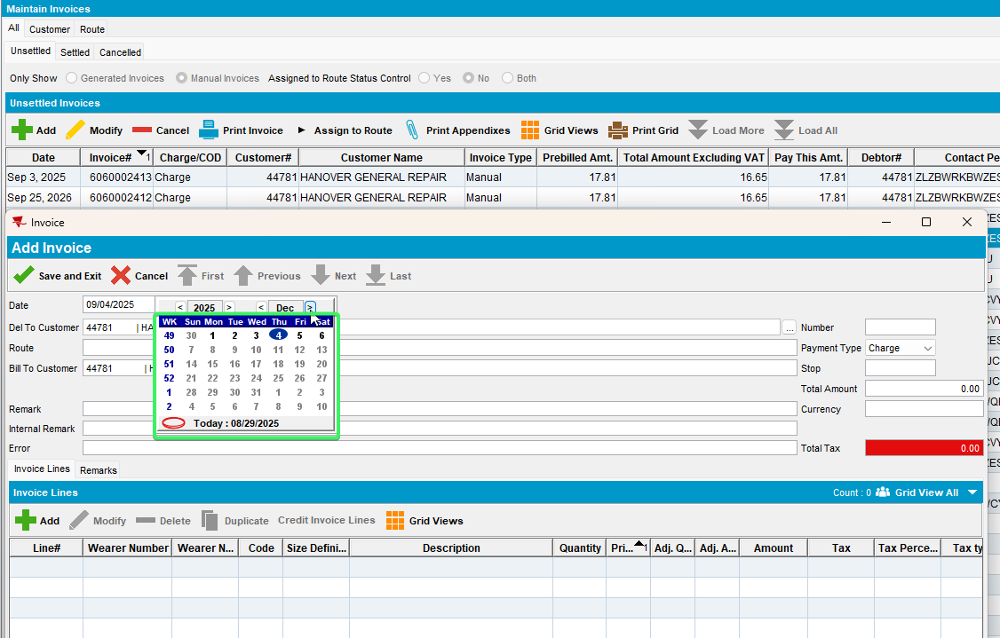 Maintain Invoices
All Customer Route
Unsettled Settled Cancelled
Only Show Generated Invoices Manual Invoices Assigned to Route Status Control Yes No Both
Unsettled Invoices
Add Modify Cancel Print Invoice Assign to Route Print Appendixes Grid Views Print Grid Load More Load All
Date Invoice# 1 Charge/COD Customer# Customer Name Invoice Type Prebilled Amt. Total Amount Excluding VAT Pay This Amt. Debtor# Contact Pe
Sep 3, 2025 6060002413 Charge 44781 HANOVER GENERAL REPAIR Manual 17.81 16.65 17.81 44781 ZLZBWRKBWZES
Sep 25, 2026 6060002412 Charge 44781 HANOVER GENERAL REPAIR Manual 17.81 16.65 17.81 44781 ZLZBWRKBWZES
Invoice
Add Invoice
Save and Exit Cancel First Previous Next Last
Date 09/04/2025 < 2025 > < Dec >
WK Sun Mon Tue Wed Thu Fri Sat
Del To Customer 44781 | HA ... Number
49 30 1 2 3 4 5 6
Route Payment Type Charge
50 7 8 9 10 11 12 13
Bill To Customer 44781 | H Stop
51 14 15 16 17 18 19 20
52 21 22 23 24 25 26 27
Total Amount 0.00
1 28 29 30 31 1 2 3
Remark Currency
2 4 5 6 7 8 9 10
Today : 08/29/2025
Internal Remark
Error Total Tax 0.00
Invoice Lines Remarks
Invoice Lines Count : 0 Grid View All
Add Modify Delete Duplicate Credit Invoice Lines Grid Views
Line# Wearer Number Wearer N... Code Size Defini... Description Quantity Pri... 1 Adj. Q... Adj. A... Amount Tax Tax Perce... Tax ty